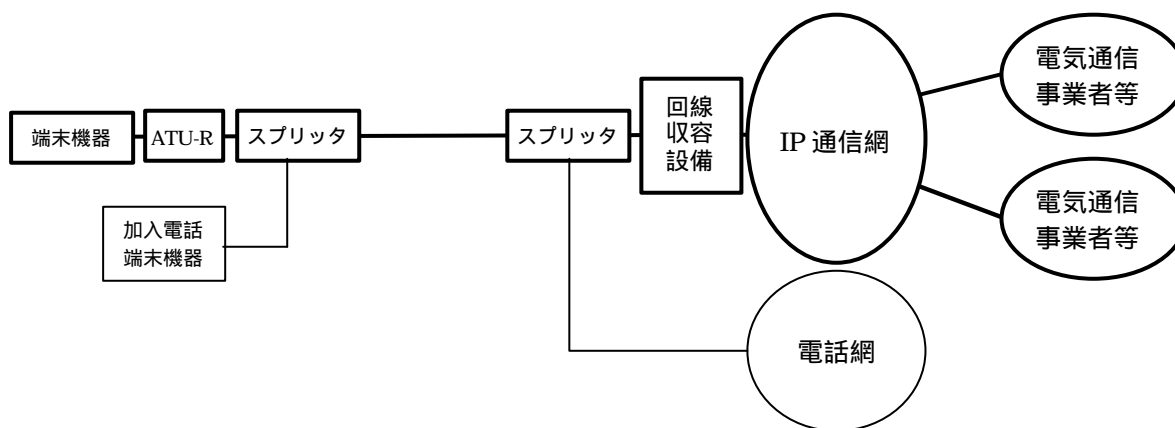 端末機器
ATU-R
スプリッタ
スプリッタ
回線
収容
設備
IP 通信網
電気通信
事業者等
電気通信
事業者等
加入電話
端末機器
電話網